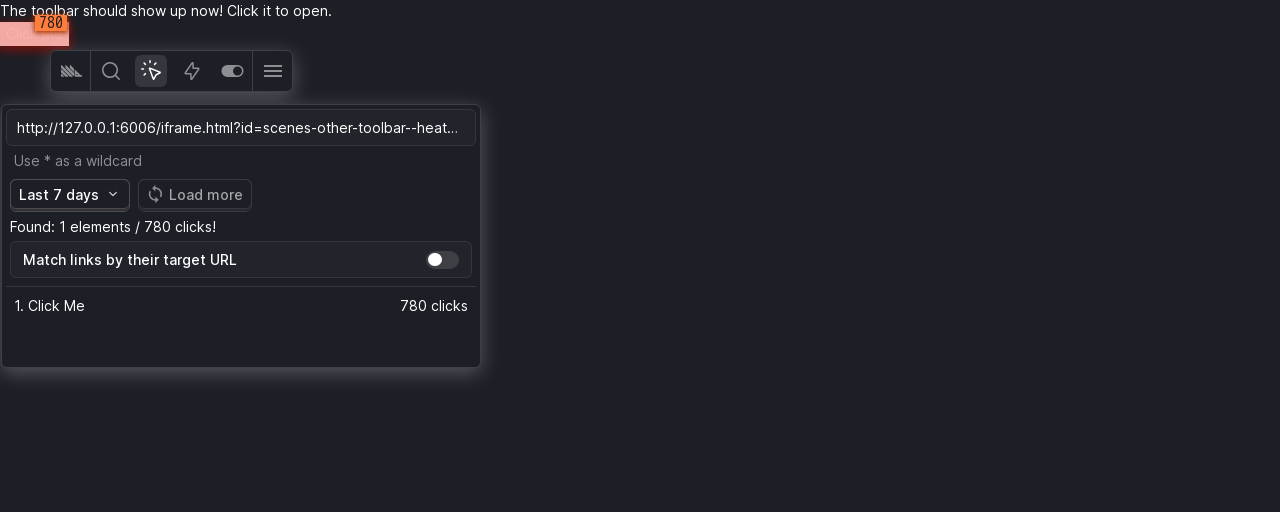 The toolbar should show up now! Click it to open.
780
Click Me
http://127.0.0.1:6006/iframe.html?id=scenes-other-toolbar--heat...
Use * as a wildcard
Last 7 days
Load more
Found: 1 elements / 780 clicks!
Match links by their target URL
1. Click Me
780 clicks